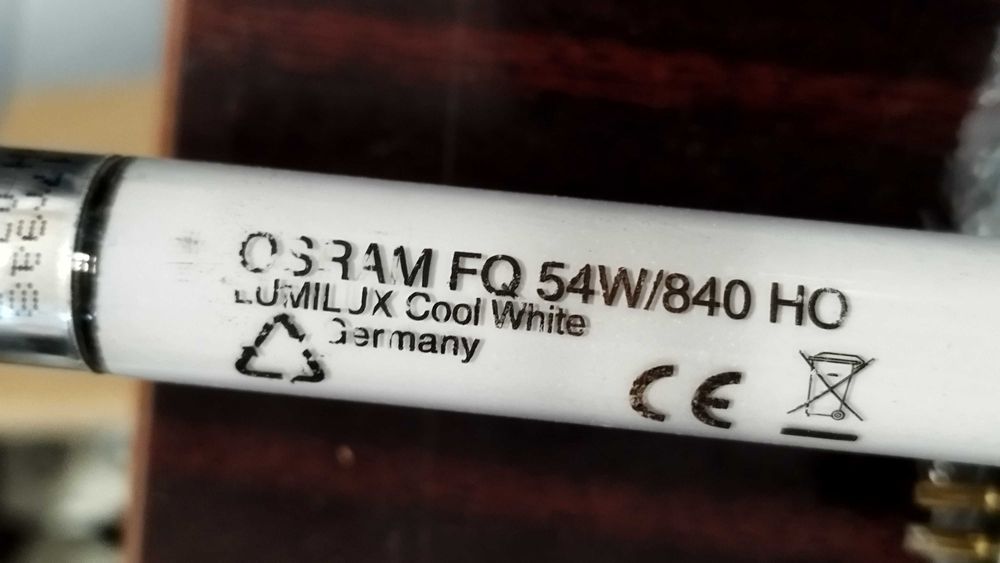 OSRAM FQ 54W/840 HO
LUMILUX Cool White
Germany
CE